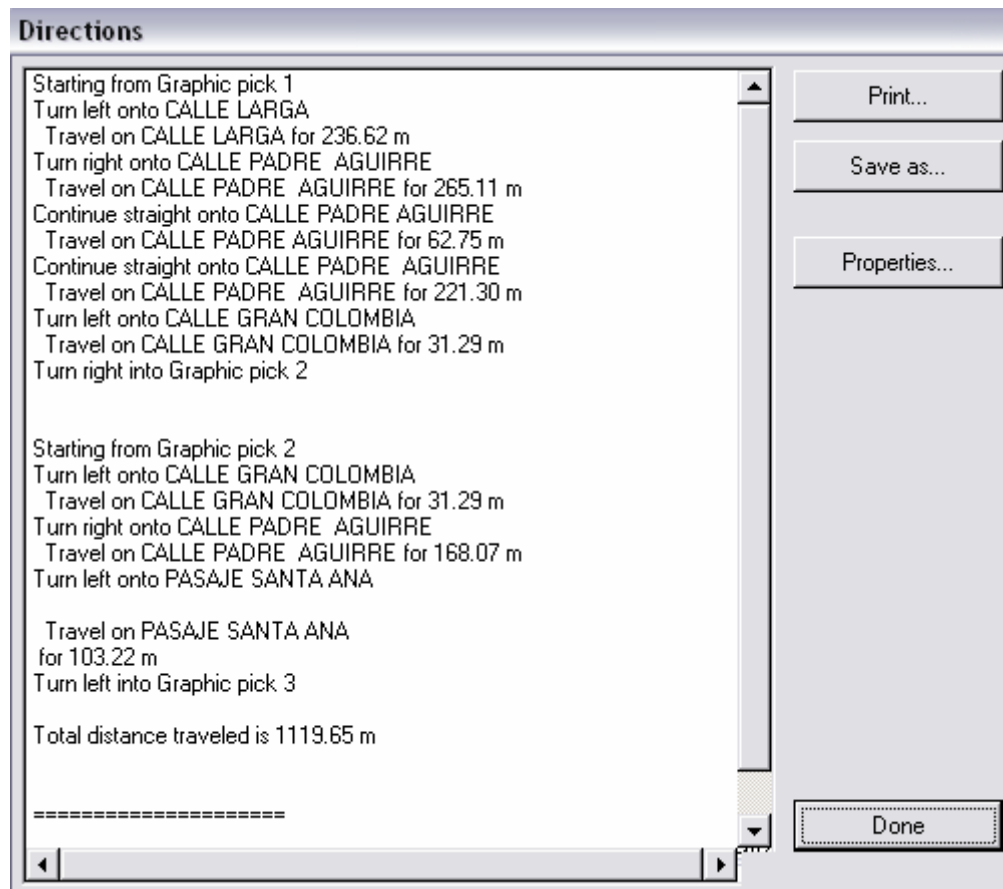 Directions
Starting from Graphic pick 1
Turn left onto CALLE LARGA
  Travel on CALLE LARGA for 236.62 m
Turn right onto CALLE PADRE  AGUIRRE
  Travel on CALLE PADRE  AGUIRRE for 265.11 m
Continue straight onto CALLE PADRE AGUIRRE
  Travel on CALLE PADRE AGUIRRE for 62.75 m
Continue straight onto CALLE PADRE  AGUIRRE
  Travel on CALLE PADRE  AGUIRRE for 221.30 m
Turn left onto CALLE GRAN COLOMBIA
  Travel on CALLE GRAN COLOMBIA for 31.29 m
Turn right into Graphic pick 2
Starting from Graphic pick 2
Turn left onto CALLE GRAN COLOMBIA
  Travel on CALLE GRAN COLOMBIA for 31.29 m
Turn right onto CALLE PADRE  AGUIRRE
  Travel on CALLE PADRE  AGUIRRE for 168.07 m
Turn left onto PASAJE SANTA ANA
  Travel on PASAJE SANTA ANA
 for 103.22 m
Turn left into Graphic pick 3
Total distance traveled is 1119.65 m
=====================
Print...
Save as...
Properties...
Done